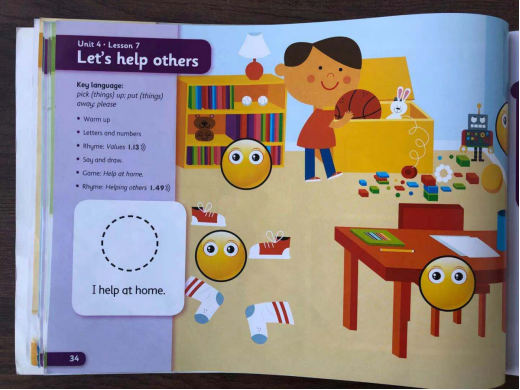 Unit 4 • Lesson 7
Let's help others
Key language:
pick (things) up; put (things)
away; please
• Warm up
• Letters and numbers
• Rhyme: Values 1.13
• Say and draw.
• Game: Help at home.
• Rhyme: Helping others 1.49
I help at home.
34